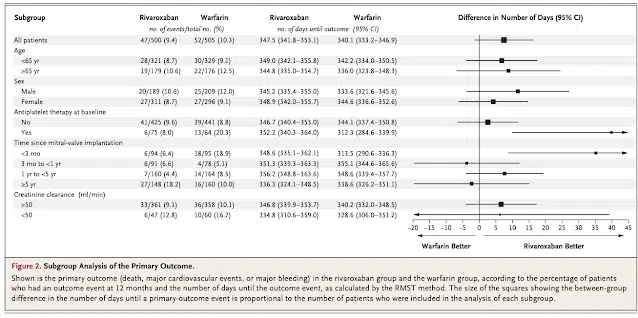 Subgroup Rivaroxaban Warfarin Rivaroxaban Warfarin Difference in Number of Days (95% CI)
no. of events/total no. (%) no. of days until outcome (95% CI)
All patients 47/500 (9.4) 52/505 (10.3) 347.5 (341.8–353.1) 340.1 (333.2–346.9)
Age
<65 yr 28/321 (8.7) 30/329 (9.1) 349.0 (342.1–355.8) 342.2 (334.0–350.5)
≥65 yr 19/179 (10.6) 22/176 (12.5) 344.8 (335.0–354.7) 336.0 (323.8–348.3)
Sex
Male 20/189 (10.6) 25/209 (12.0) 345.2 (335.4–355.0) 333.6 (321.6–345.6)
Female 27/311 (8.7) 27/296 (9.1) 348.9 (342.0–355.7) 344.6 (336.6–352.6)
Antiplatelet therapy at baseline
No 41/425 (9.6) 39/441 (8.8) 346.7 (340.4–353.0) 344.1 (337.4–350.8)
Yes 6/75 (8.0) 13/64 (20.3) 352.2 (340.3–364.0) 312.3 (284.6–339.9)
Time since mitral-valve implantation
<3 mo 6/94 (6.4) 18/95 (18.9) 348.6 (335.1–362.1) 313.5 (290.6–336.3)
3 mo to <1 yr 6/91 (6.6) 4/78 (5.1) 351.3 (339.3–363.3) 355.1 (344.6–365.6)
1 yr to <5 yr 7/160 (4.4) 14/164 (8.5) 356.2 (348.8–363.6) 348.6 (339.4–357.7)
≥5 yr 27/148 (18.2) 16/160 (10.0) 336.3 (324.1–348.5) 338.6 (326.2–351.1)
Creatinine clearance (ml/min)
≥50 33/361 (9.1) 36/358 (10.1) 346.8 (339.9–353.7) 340.2 (332.0–348.5)
<50 6/47 (12.8) 10/60 (16.7) 334.8 (310.6–359.0) 328.6 (306.0–351.2)
−20 −15 −10 −5 0 5 10 15 20 25 30 35 40 45
Warfarin Better Rivaroxaban Better
Figure 2. Subgroup Analysis of the Primary Outcome.
Shown is the primary outcome (death, major cardiovascular events, or major bleeding) in the rivaroxaban group and the warfarin group, according to the percentage of patients
who had an outcome event at 12 months and the number of days until the outcome event, as calculated by the RMST method. The size of the squares showing the between-group
difference in the number of days until a primary-outcome event is proportional to the number of patients who were included in the analysis of each subgroup.